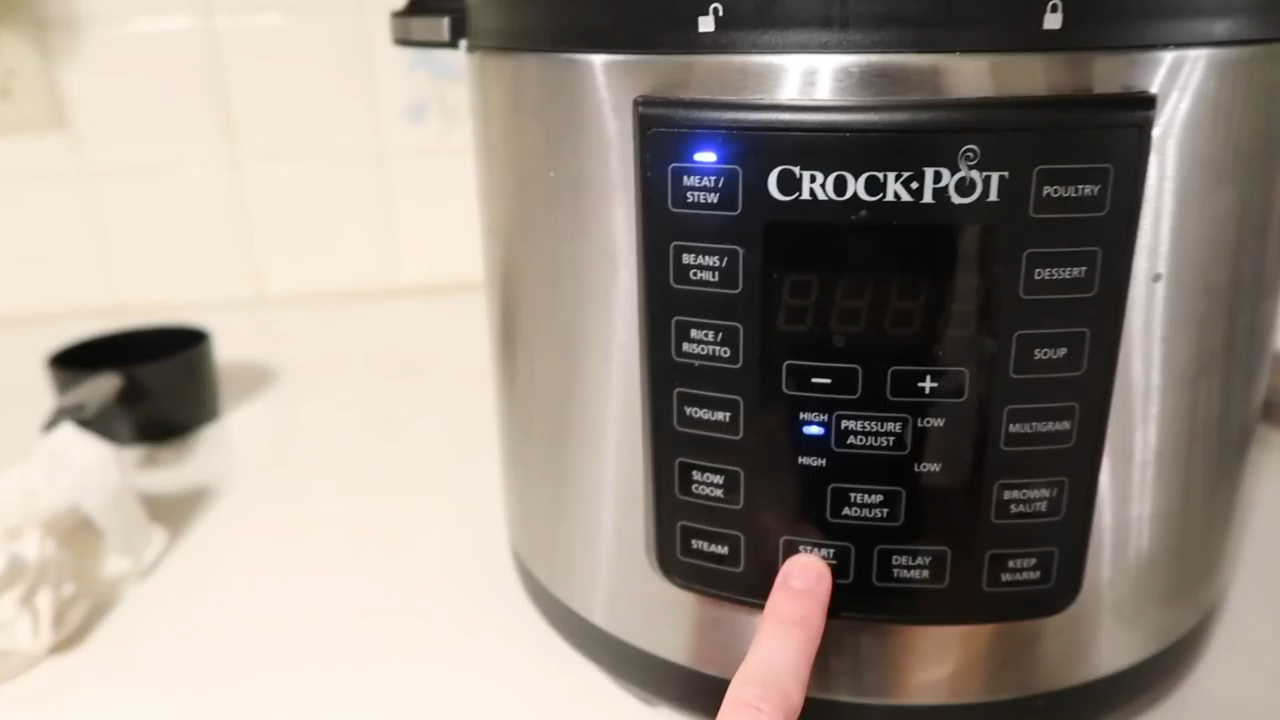 CROCK•POT
MEAT /
STEW
BEANS /
CHILI
RICE /
RISOTTO
YOGURT
SLOW
COOK
STEAM
− +
HIGH
LOW
PRESSURE
ADJUST
HIGH
LOW
TEMP
ADJUST
START
DELAY
TIMER
POULTRY
DESSERT
SOUP
MULTIGRAIN
BROWN /
SAUTÉ
KEEP
WARM